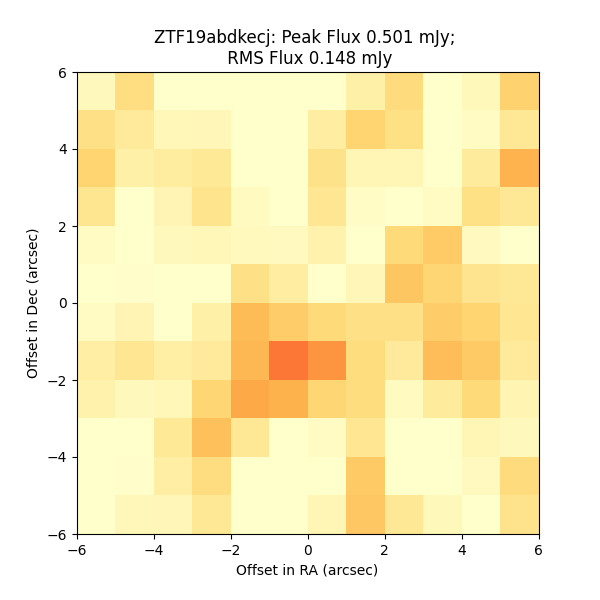 ZTF19abdkecj: Peak Flux 0.501 mJy;
RMS Flux 0.148 mJy
6
4
2
0
−2
−4
−6
Offset in Dec (arcsec)
−6 −4 −2 0 2 4 6
Offset in RA (arcsec)